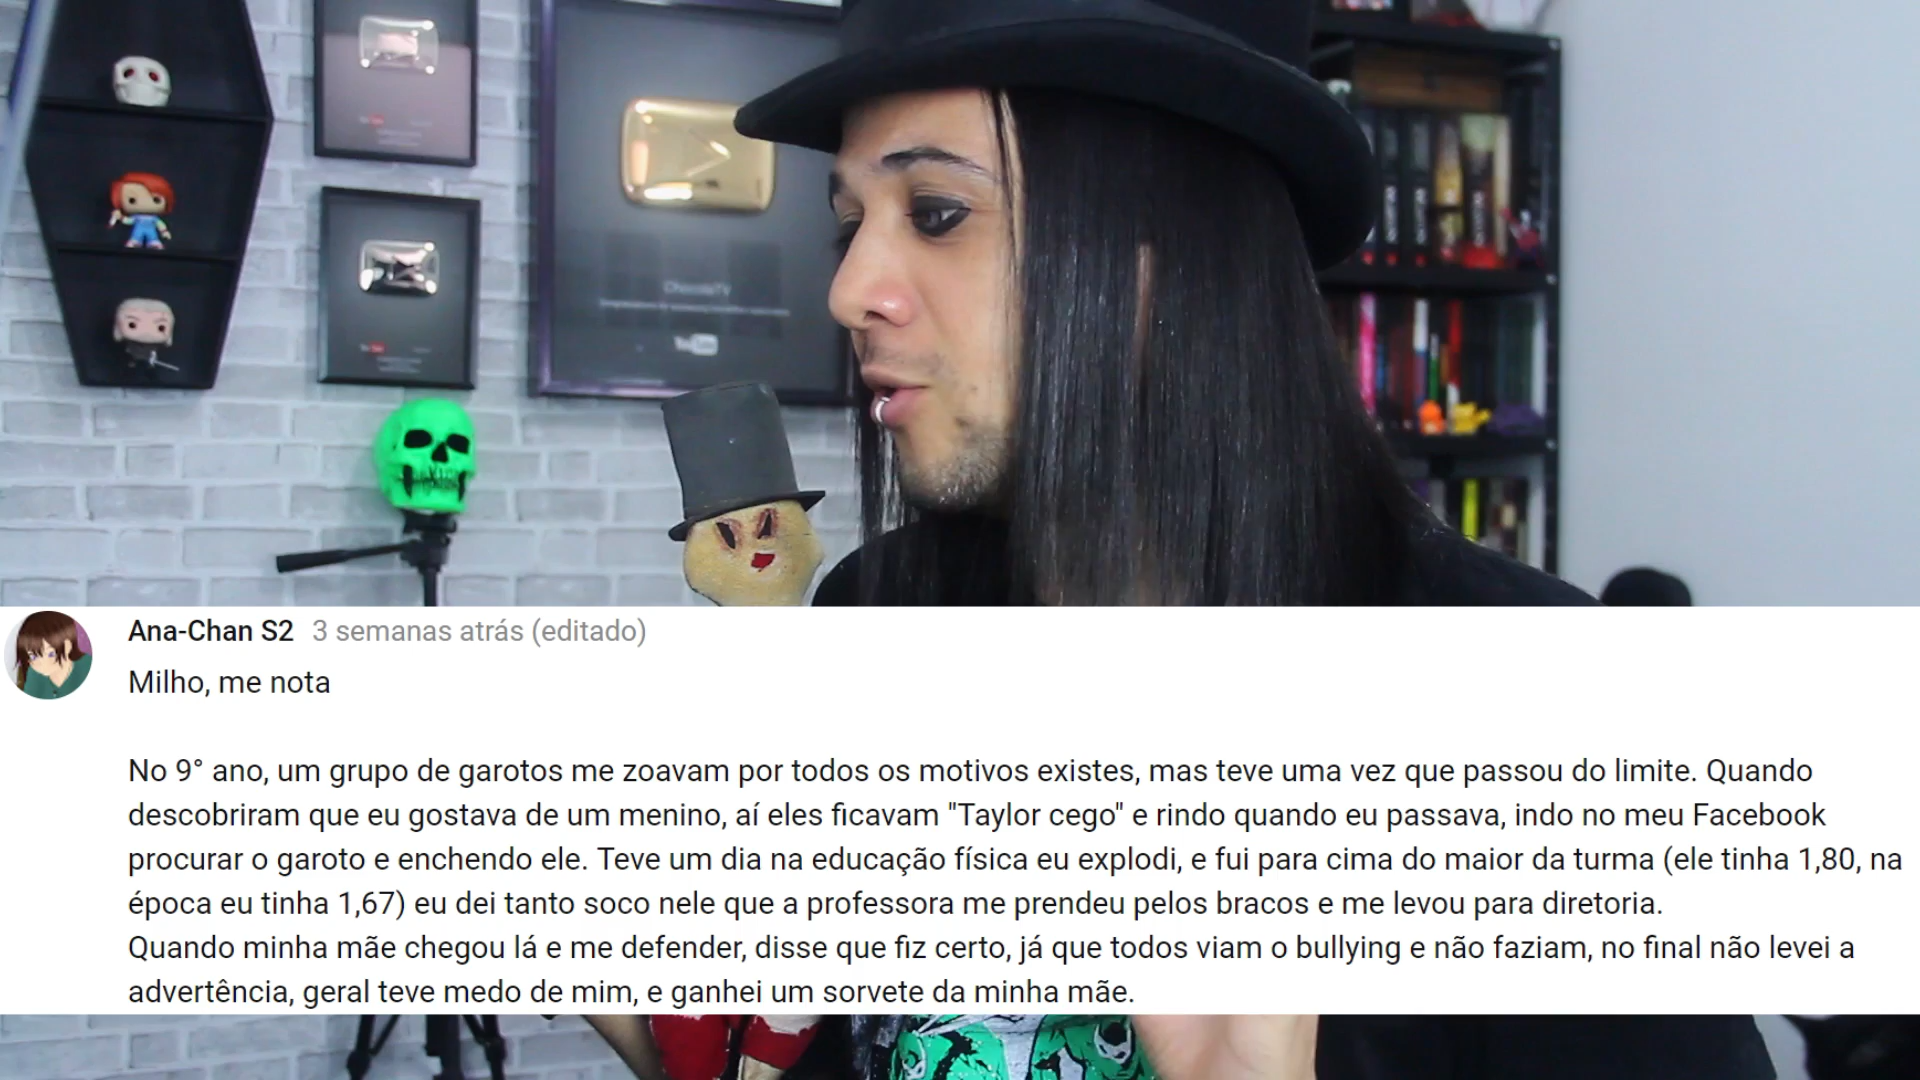 YouTube
Ana-Chan S2 3 semanas atrás (editado)
Milho, me nota
No 9° ano, um grupo de garotos me zoavam por todos os motivos existes, mas teve uma vez que passou do limite. Quando
descobriram que eu gostava de um menino, aí eles ficavam "Taylor cego" e rindo quando eu passava, indo no meu Facebook
procurar o garoto e enchendo ele. Teve um dia na educação física eu explodi, e fui para cima do maior da turma (ele tinha 1,80, na
época eu tinha 1,67) eu dei tanto soco nele que a professora me prendeu pelos bracos e me levou para diretoria.
Quando minha mãe chegou lá e me defender, disse que fiz certo, já que todos viam o bullying e não faziam, no final não levei a
advertência, geral teve medo de mim, e ganhei um sorvete da minha mãe.